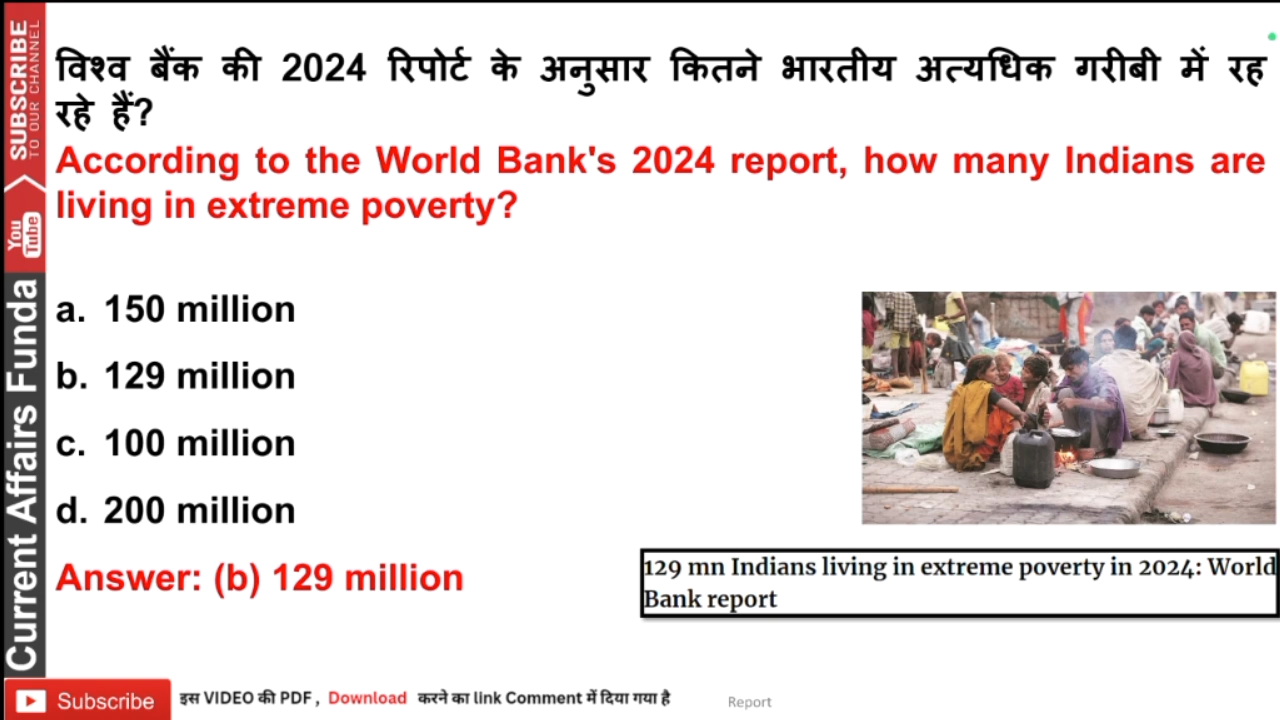 विश्व बैंक की 2024 रिपोर्ट के अनुसार कितने भारतीय अत्यधिक गरीबी में रह
रहे हैं?
According to the World Bank's 2024 report, how many Indians are
living in extreme poverty?
a. 150 million
b. 129 million
c. 100 million
d. 200 million
Answer: (b) 129 million
129 mn Indians living in extreme poverty in 2024: World
Bank report
SUBSCRIBE
TO OUR CHANNEL
You
Tube
Current Affairs Funda
Subscribe
इस VIDEO की PDF , Download करने का link Comment में दिया गया है
Report